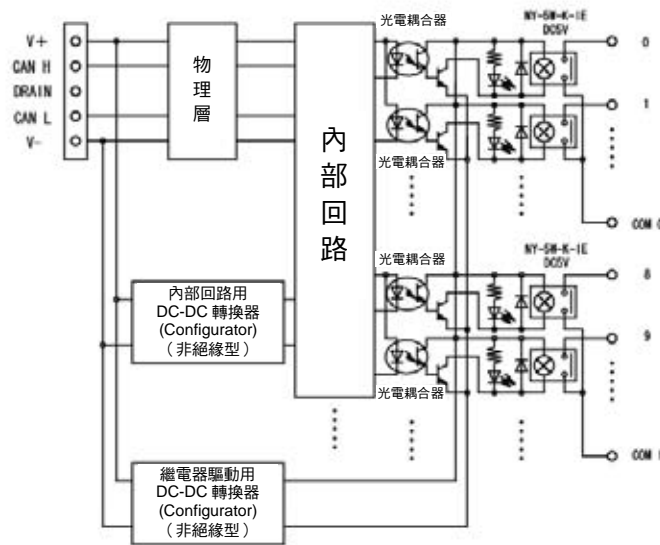 光電耦合器
NY-5W-K-IE
DC5V
V+
CAN H
DRAIN
CAN L
V-
物理層
內部回路
0
1
光電耦合器
COM 0
NY-5W-K-IE
DC5V
光電耦合器
8
9
內部回路用
DC-DC 轉換器
(Configurator)
(非絕緣型)
光電耦合器
COM 1
繼電器驅動用
DC-DC 轉換器
(Configurator)
(非絕緣型)